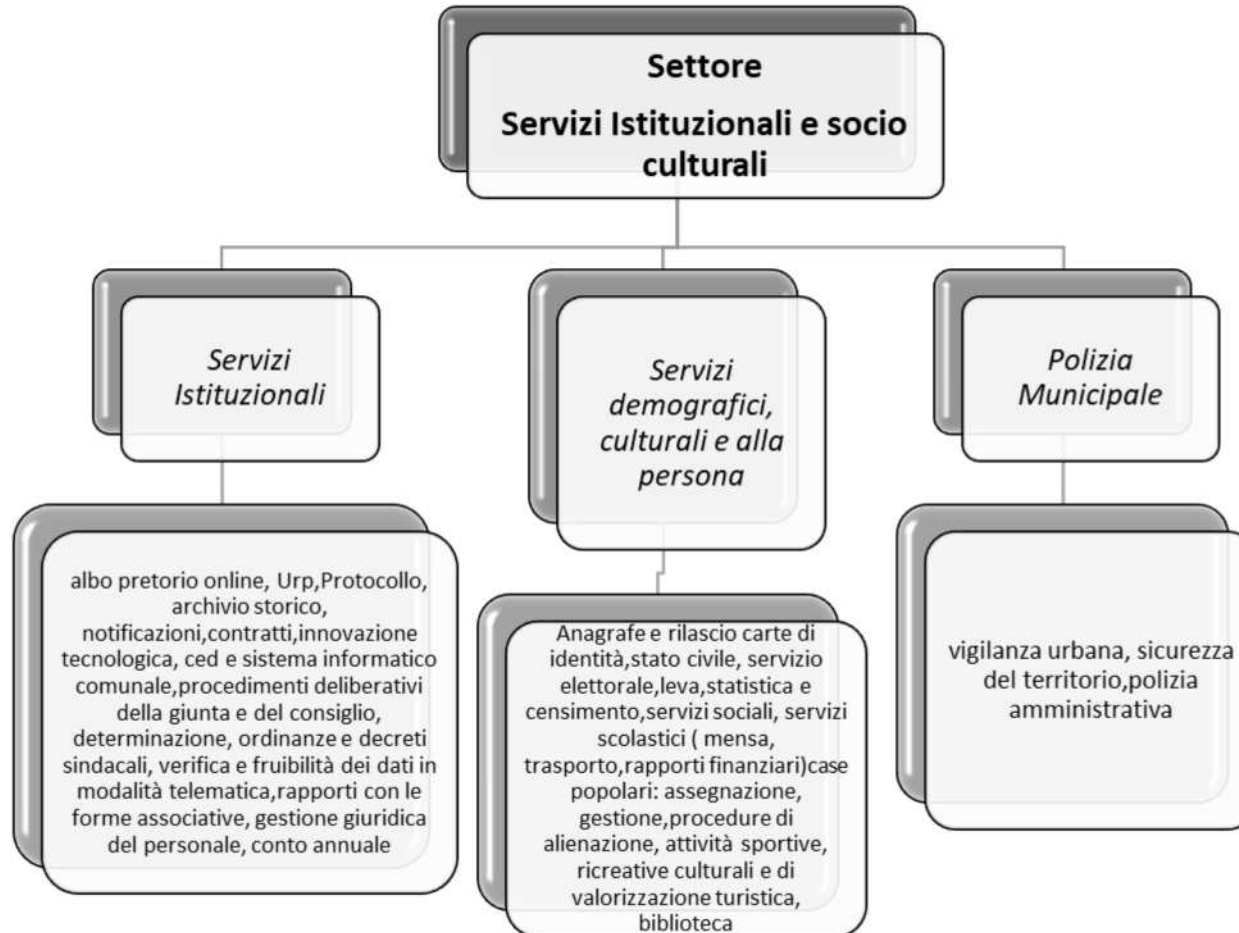 Settore
Servizi Istituzionali e socio
culturali
Servizi
Istituzionali
Servizi
demografici,
culturali e alla
persona
Polizia
Municipale
albo pretorio online, Urp,Protocollo,
archivio storico,
notificazioni,contratti,innovazione
tecnologica, ced e sistema informatico
comunale,procedimenti deliberativi
della giunta e del consiglio,
determinazione, ordinanze e decreti
sindacali, verifica e fruibilità dei dati in
modalità telematica,rapporti con le
forme associative, gestione giuridica
del personale, conto annuale
Anagrafe e rilascio carte di
identità,stato civile, servizio
elettorale,leva,statistica e
censimento,servizi sociali, servizi
scolastici ( mensa,
trasporto,rapporti finanziari)case
popolari: assegnazione,
gestione,procedure di
alienazione, attività sportive,
ricreative culturali e di
valorizzazione turistica,
biblioteca
vigilanza urbana, sicurezza
del territorio,polizia
amministrativa